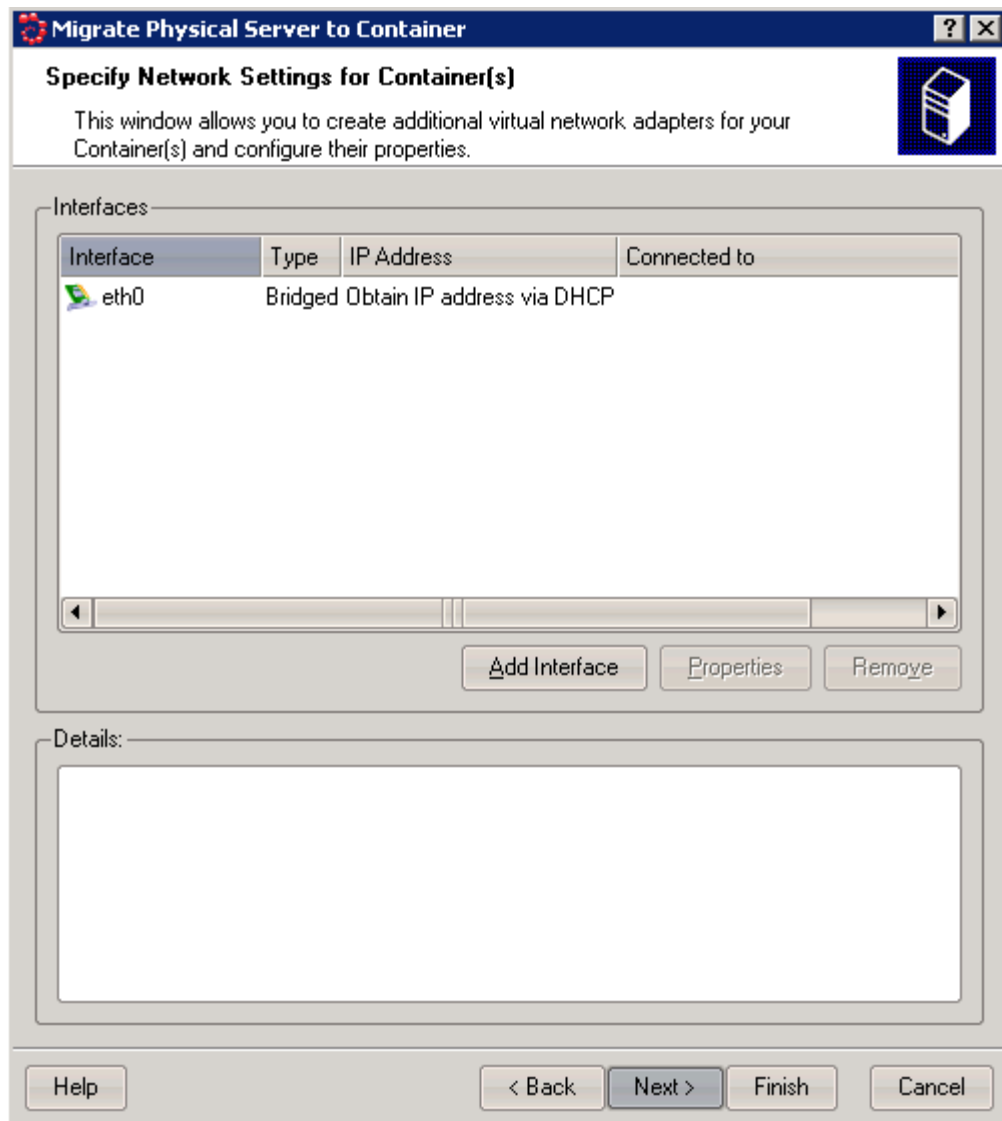 Migrate Physical Server to Container
Specify Network Settings for Container(s)
This window allows you to create additional virtual network adapters for your
Container(s) and configure their properties.
Interfaces
Interface Type IP Address Connected to
eth0 Bridged Obtain IP address via DHCP
Add Interface Properties Remove
Details:
Help < Back Next > Finish Cancel